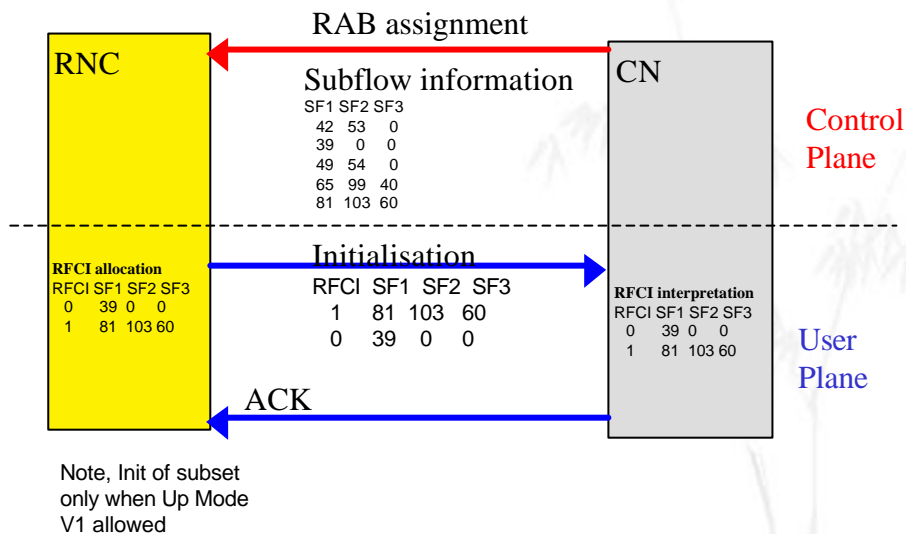 RAB assignment
RNC
CN
Subflow information
SF1 SF2 SF3
42 53 0
39 0 0
49 54 0
65 99 40
81 103 60
Control
Plane
Initialisation
RFCI SF1 SF2 SF3
1 81 103 60
0 39 0 0
RFCI allocation
RFCI SF1 SF2 SF3
0 39 0 0
1 81 103 60
RFCI interpretation
RFCI SF1 SF2 SF3
0 39 0 0
1 81 103 60
User
Plane
ACK
Note, Init of subset
only when Up Mode
V1 allowed